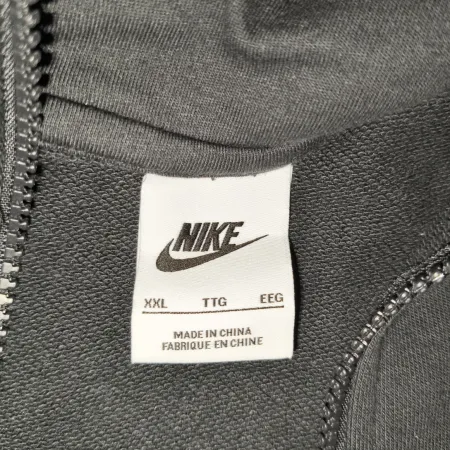 NIKE
XXL TTG EEG
MADE IN CHINA
FABRIQUE EN CHINE